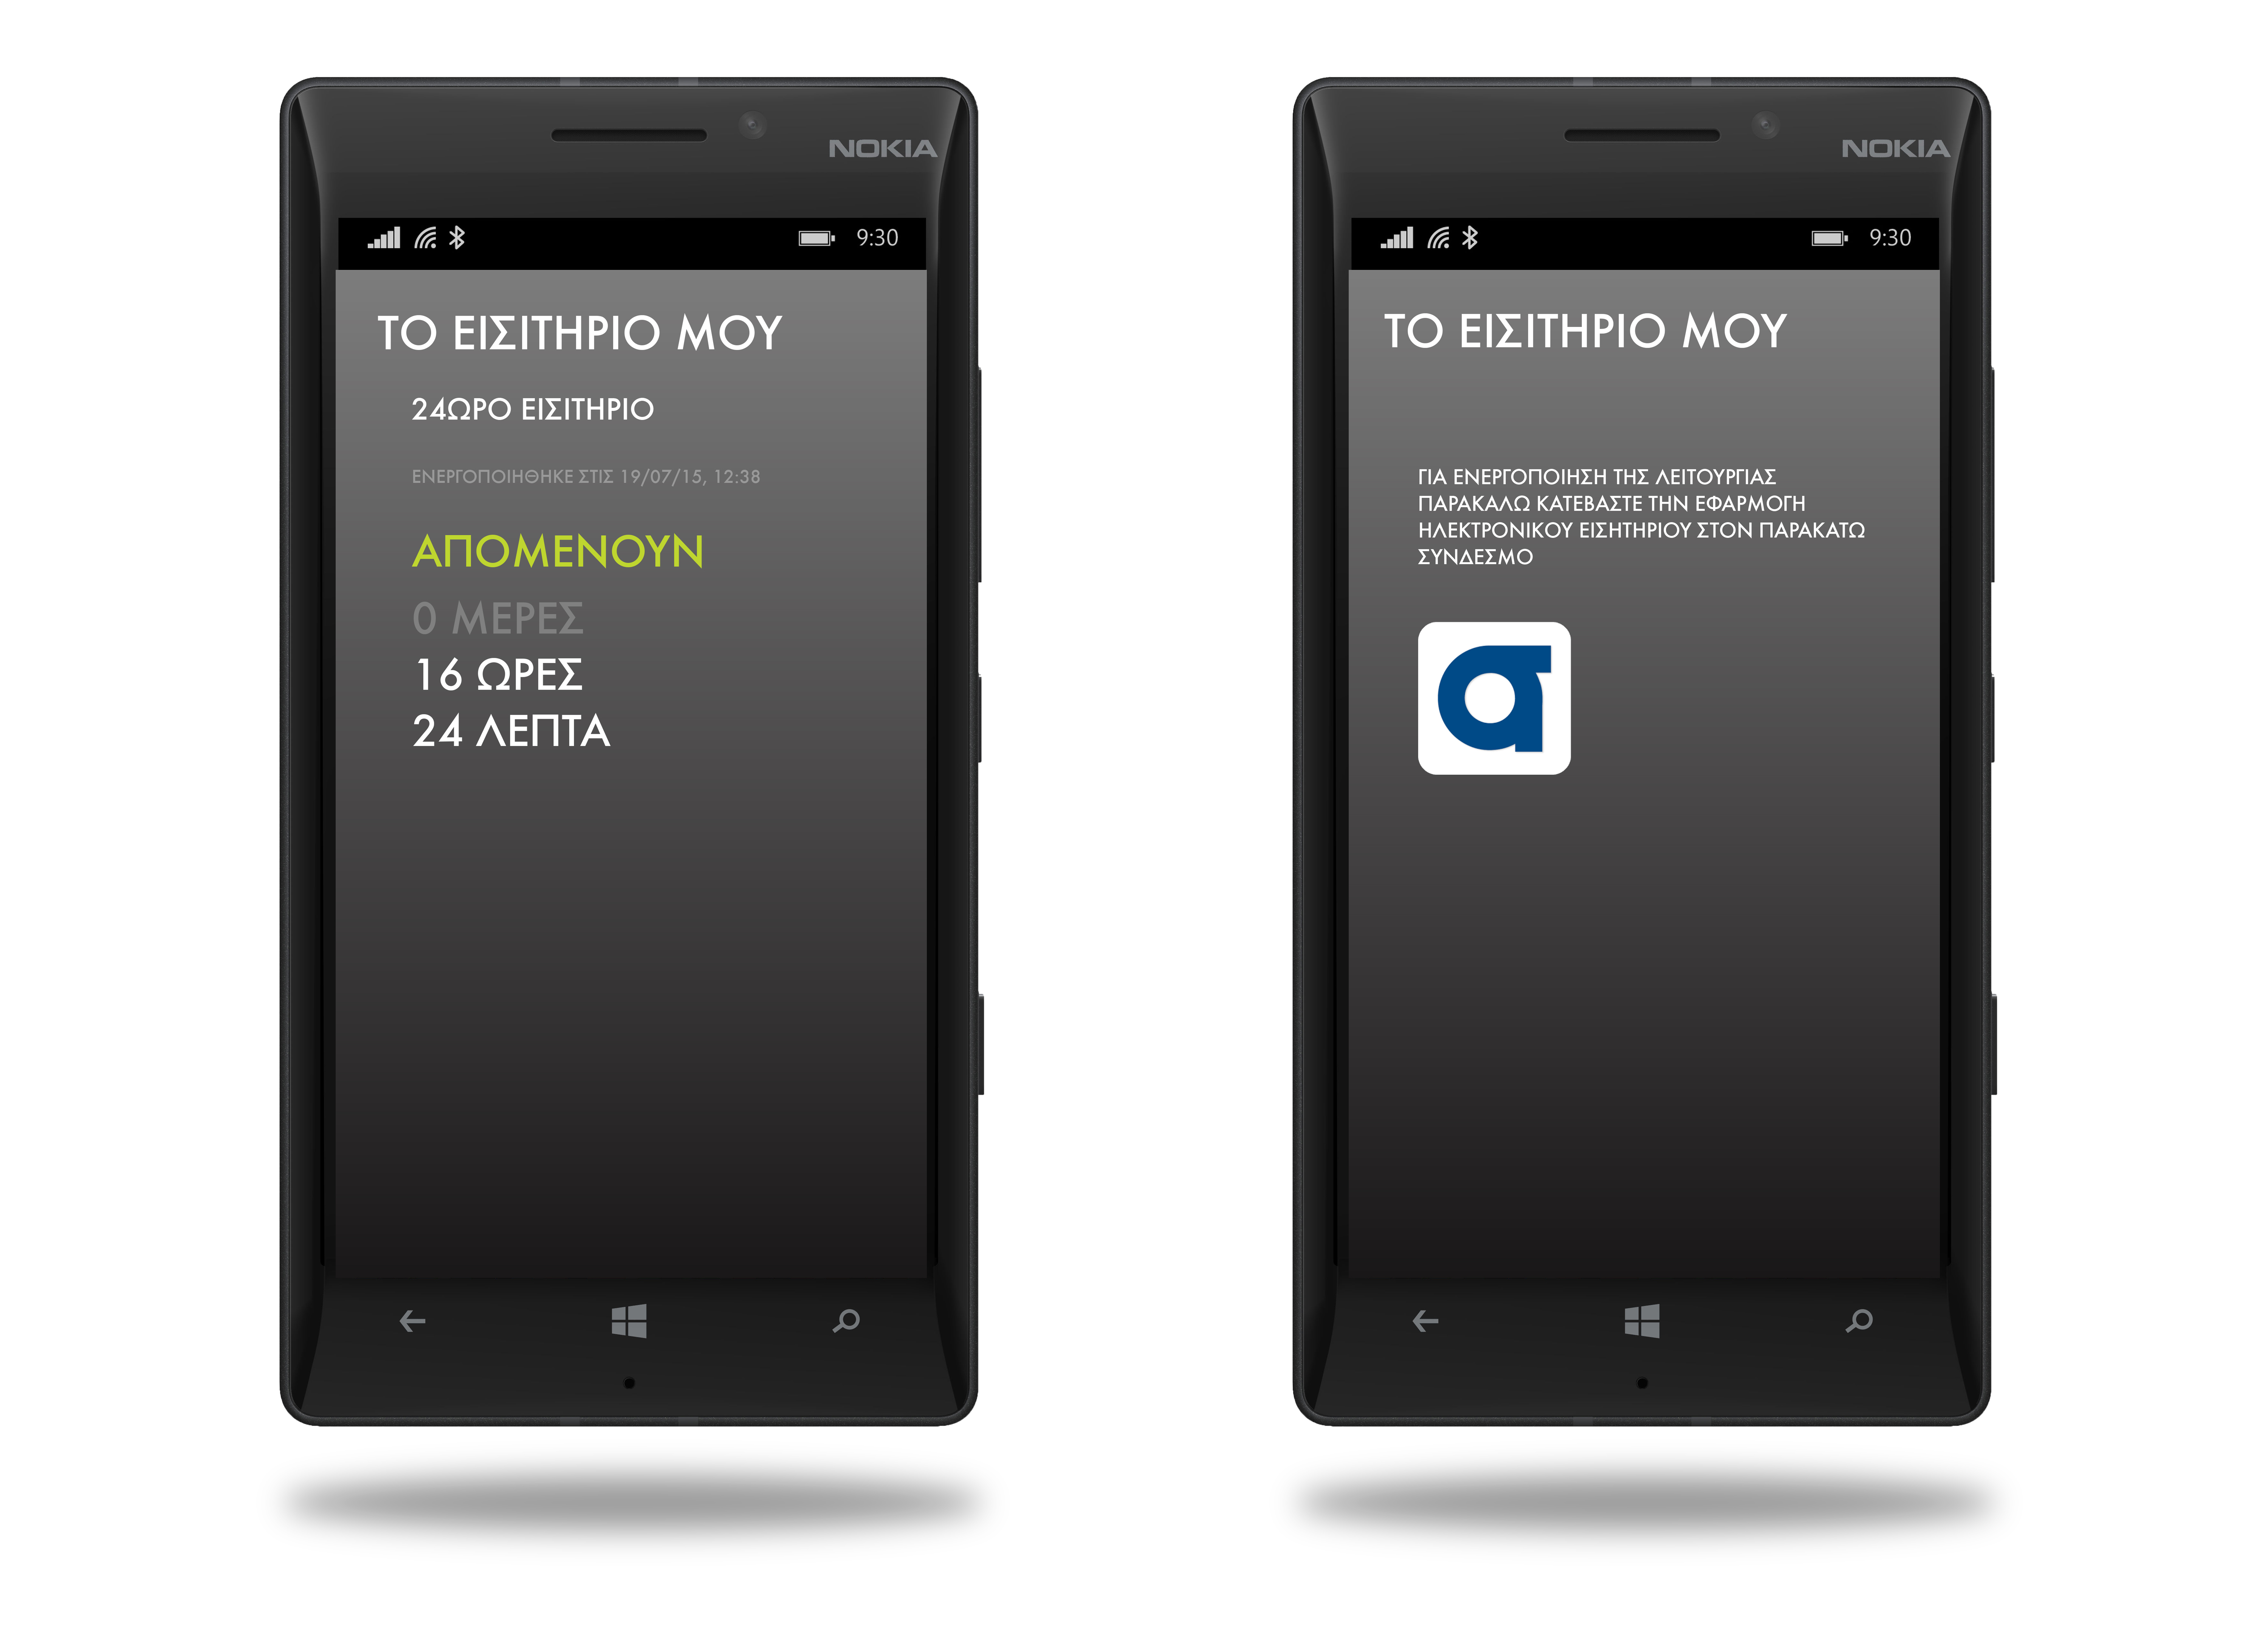 NOKIA
9:30
ΤΟ ΕΙΣΙΤΗΡΙΟ ΜΟΥ
24ΩΡΟ ΕΙΣΙΤΗΡΙΟ
ΕΝΕΡΓΟΠΟΙΗΘΗΚΕ ΣΤΙΣ 19/07/15, 12:38
ΑΠΟΜΕΝΟΥΝ
0 ΜΕΡΕΣ
16 ΩΡΕΣ
24 ΛΕΠΤΑ
NOKIA
9:30
ΤΟ ΕΙΣΙΤΗΡΙΟ ΜΟΥ
ΓΙΑ ΕΝΕΡΓΟΠΟΙΗΣΗ ΤΗΣ ΛΕΙΤΟΥΡΓΙΑΣ
ΠΑΡΑΚΑΛΩ ΚΑΤΕΒΑΣΤΕ ΤΗΝ ΕΦΑΡΜΟΓΗ
ΗΛΕΚΤΡΟΝΙΚΟΥ ΕΙΣΗΤΗΡΙΟΥ ΣΤΟΝ ΠΑΡΑΚΑΤΩ
ΣΥΝΔΕΣΜΟ